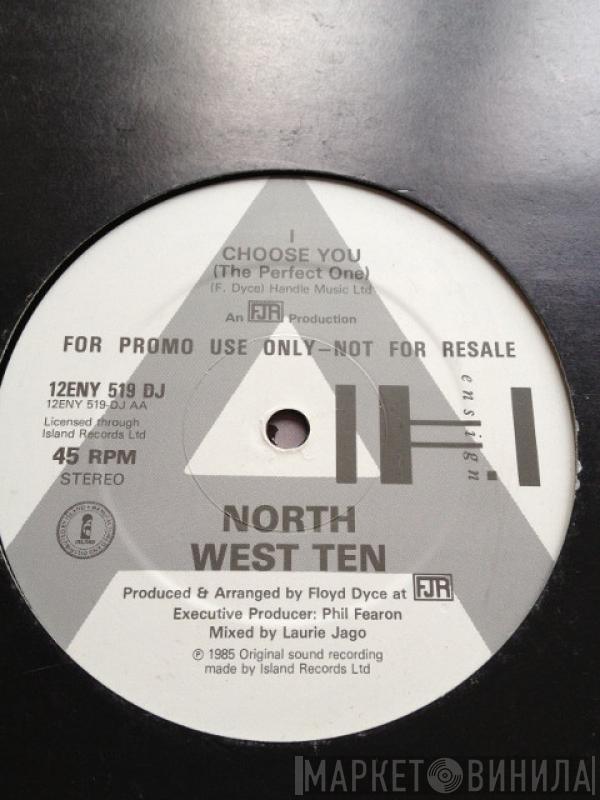 I
CHOOSE YOU
(The Perfect One)
(F. Dyce) Handle Music Ltd
An FJR Production
FOR PROMO USE ONLY—NOT FOR RESALE
12ENY 519 DJ
12ENY 519-DJ AA
Licensed through
Island Records Ltd
45 RPM
STEREO
ensign
ISLAND
NORTH
WEST TEN
Produced & Arranged by Floyd Dyce at FJR
Executive Producer: Phil Fearon
Mixed by Laurie Jago
℗ 1985 Original sound recording
made by Island Records Ltd
МАРКЕТ ВИНИЛА